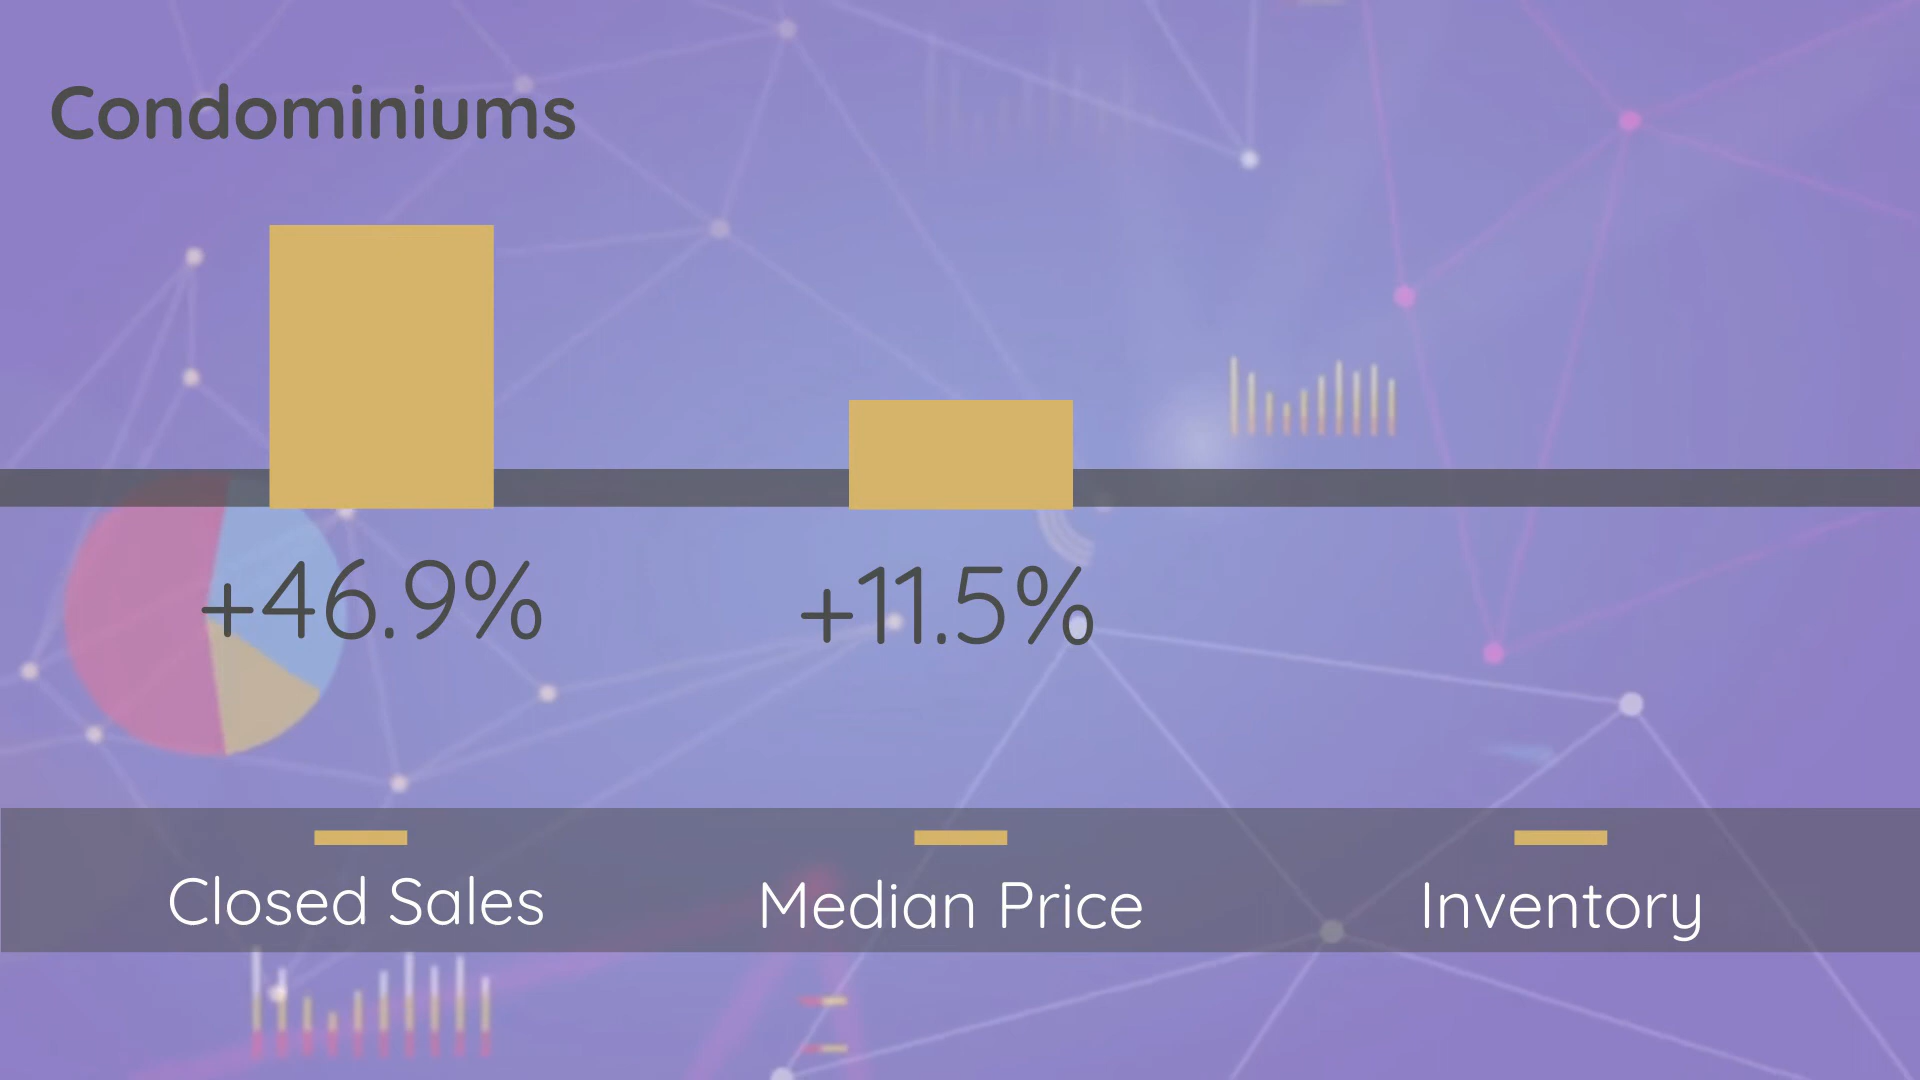 Condominiums
+46.9%
+11.5%
Closed Sales
Median Price
Inventory